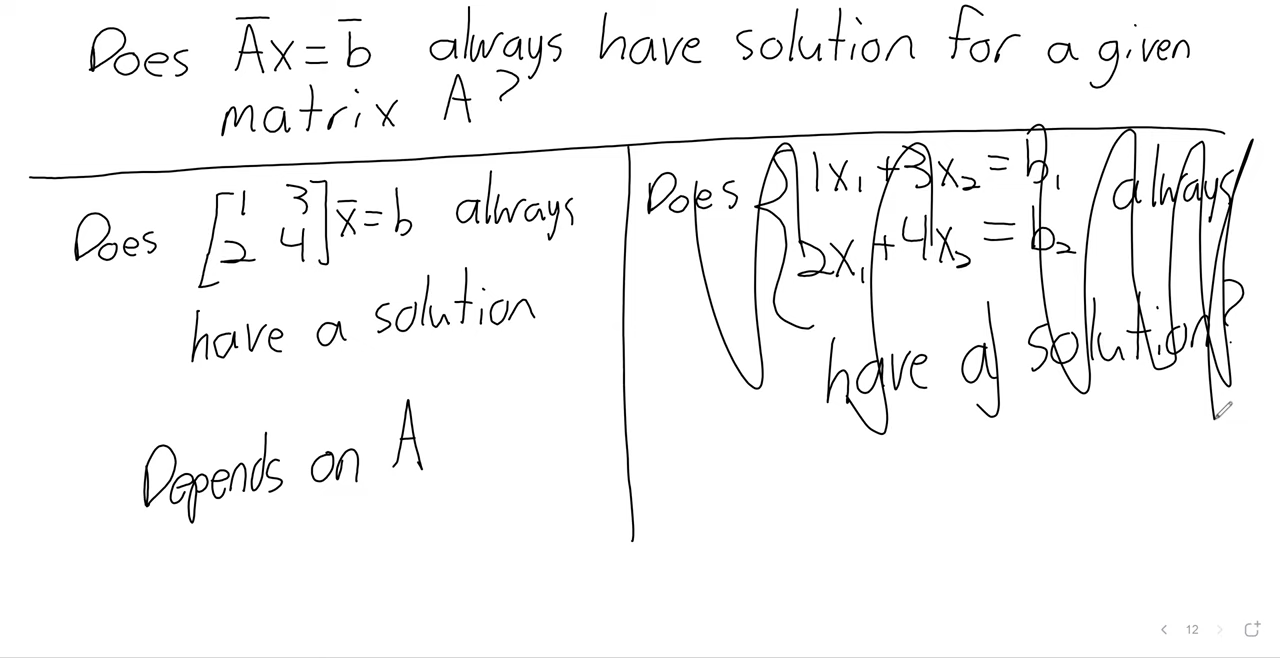 Does A̅x = b̅ always have solution for a given
matrix A?
Does [1 3
2 4] x̅ = b always
have a solution
Depends on A
Does { 1x₁ + 3x₂ = b₁ always
2x₁ + 4x₂ = b₂
have a solution?
12